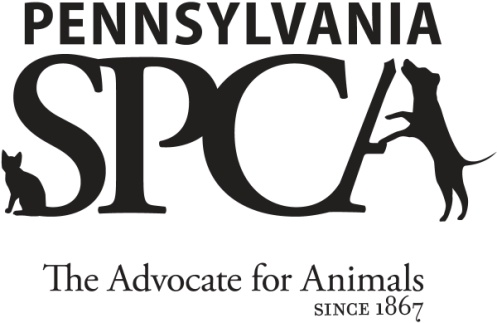 PENNSYLVANIA
SPCA
The Advocate for Animals
SINCE 1867